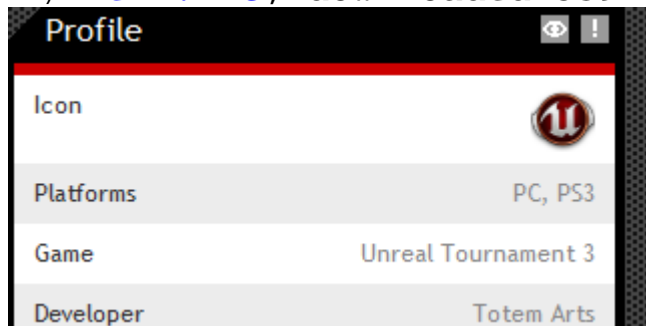 Profile
Icon
Platforms PC, PS3
Game Unreal Tournament 3
Developer Totem Arts